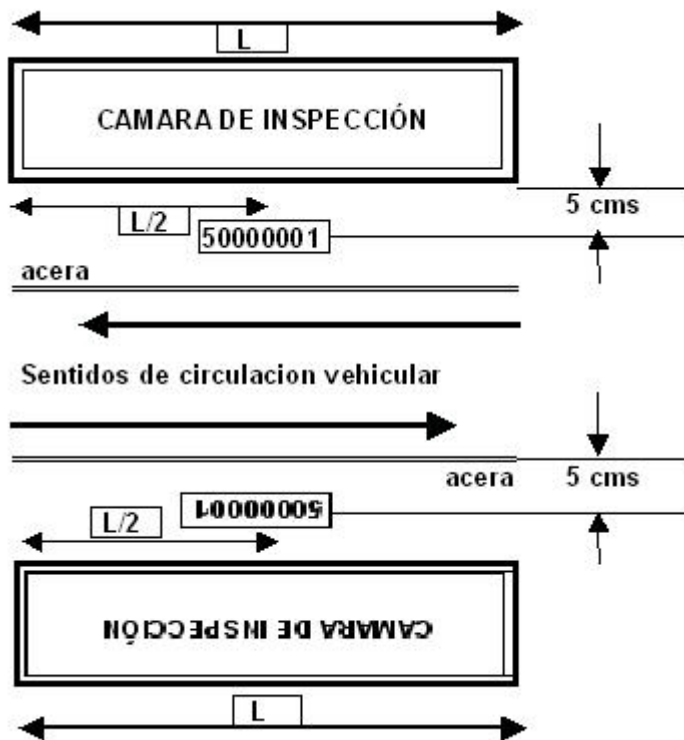 L
CAMARA DE INSPECCIÓN
5 cms
L/2
50000001
acera
Sentidos de circulacion vehicular
acera
5 cms
50000001
L/2
CAMARA DE INSPECCIÓN
L